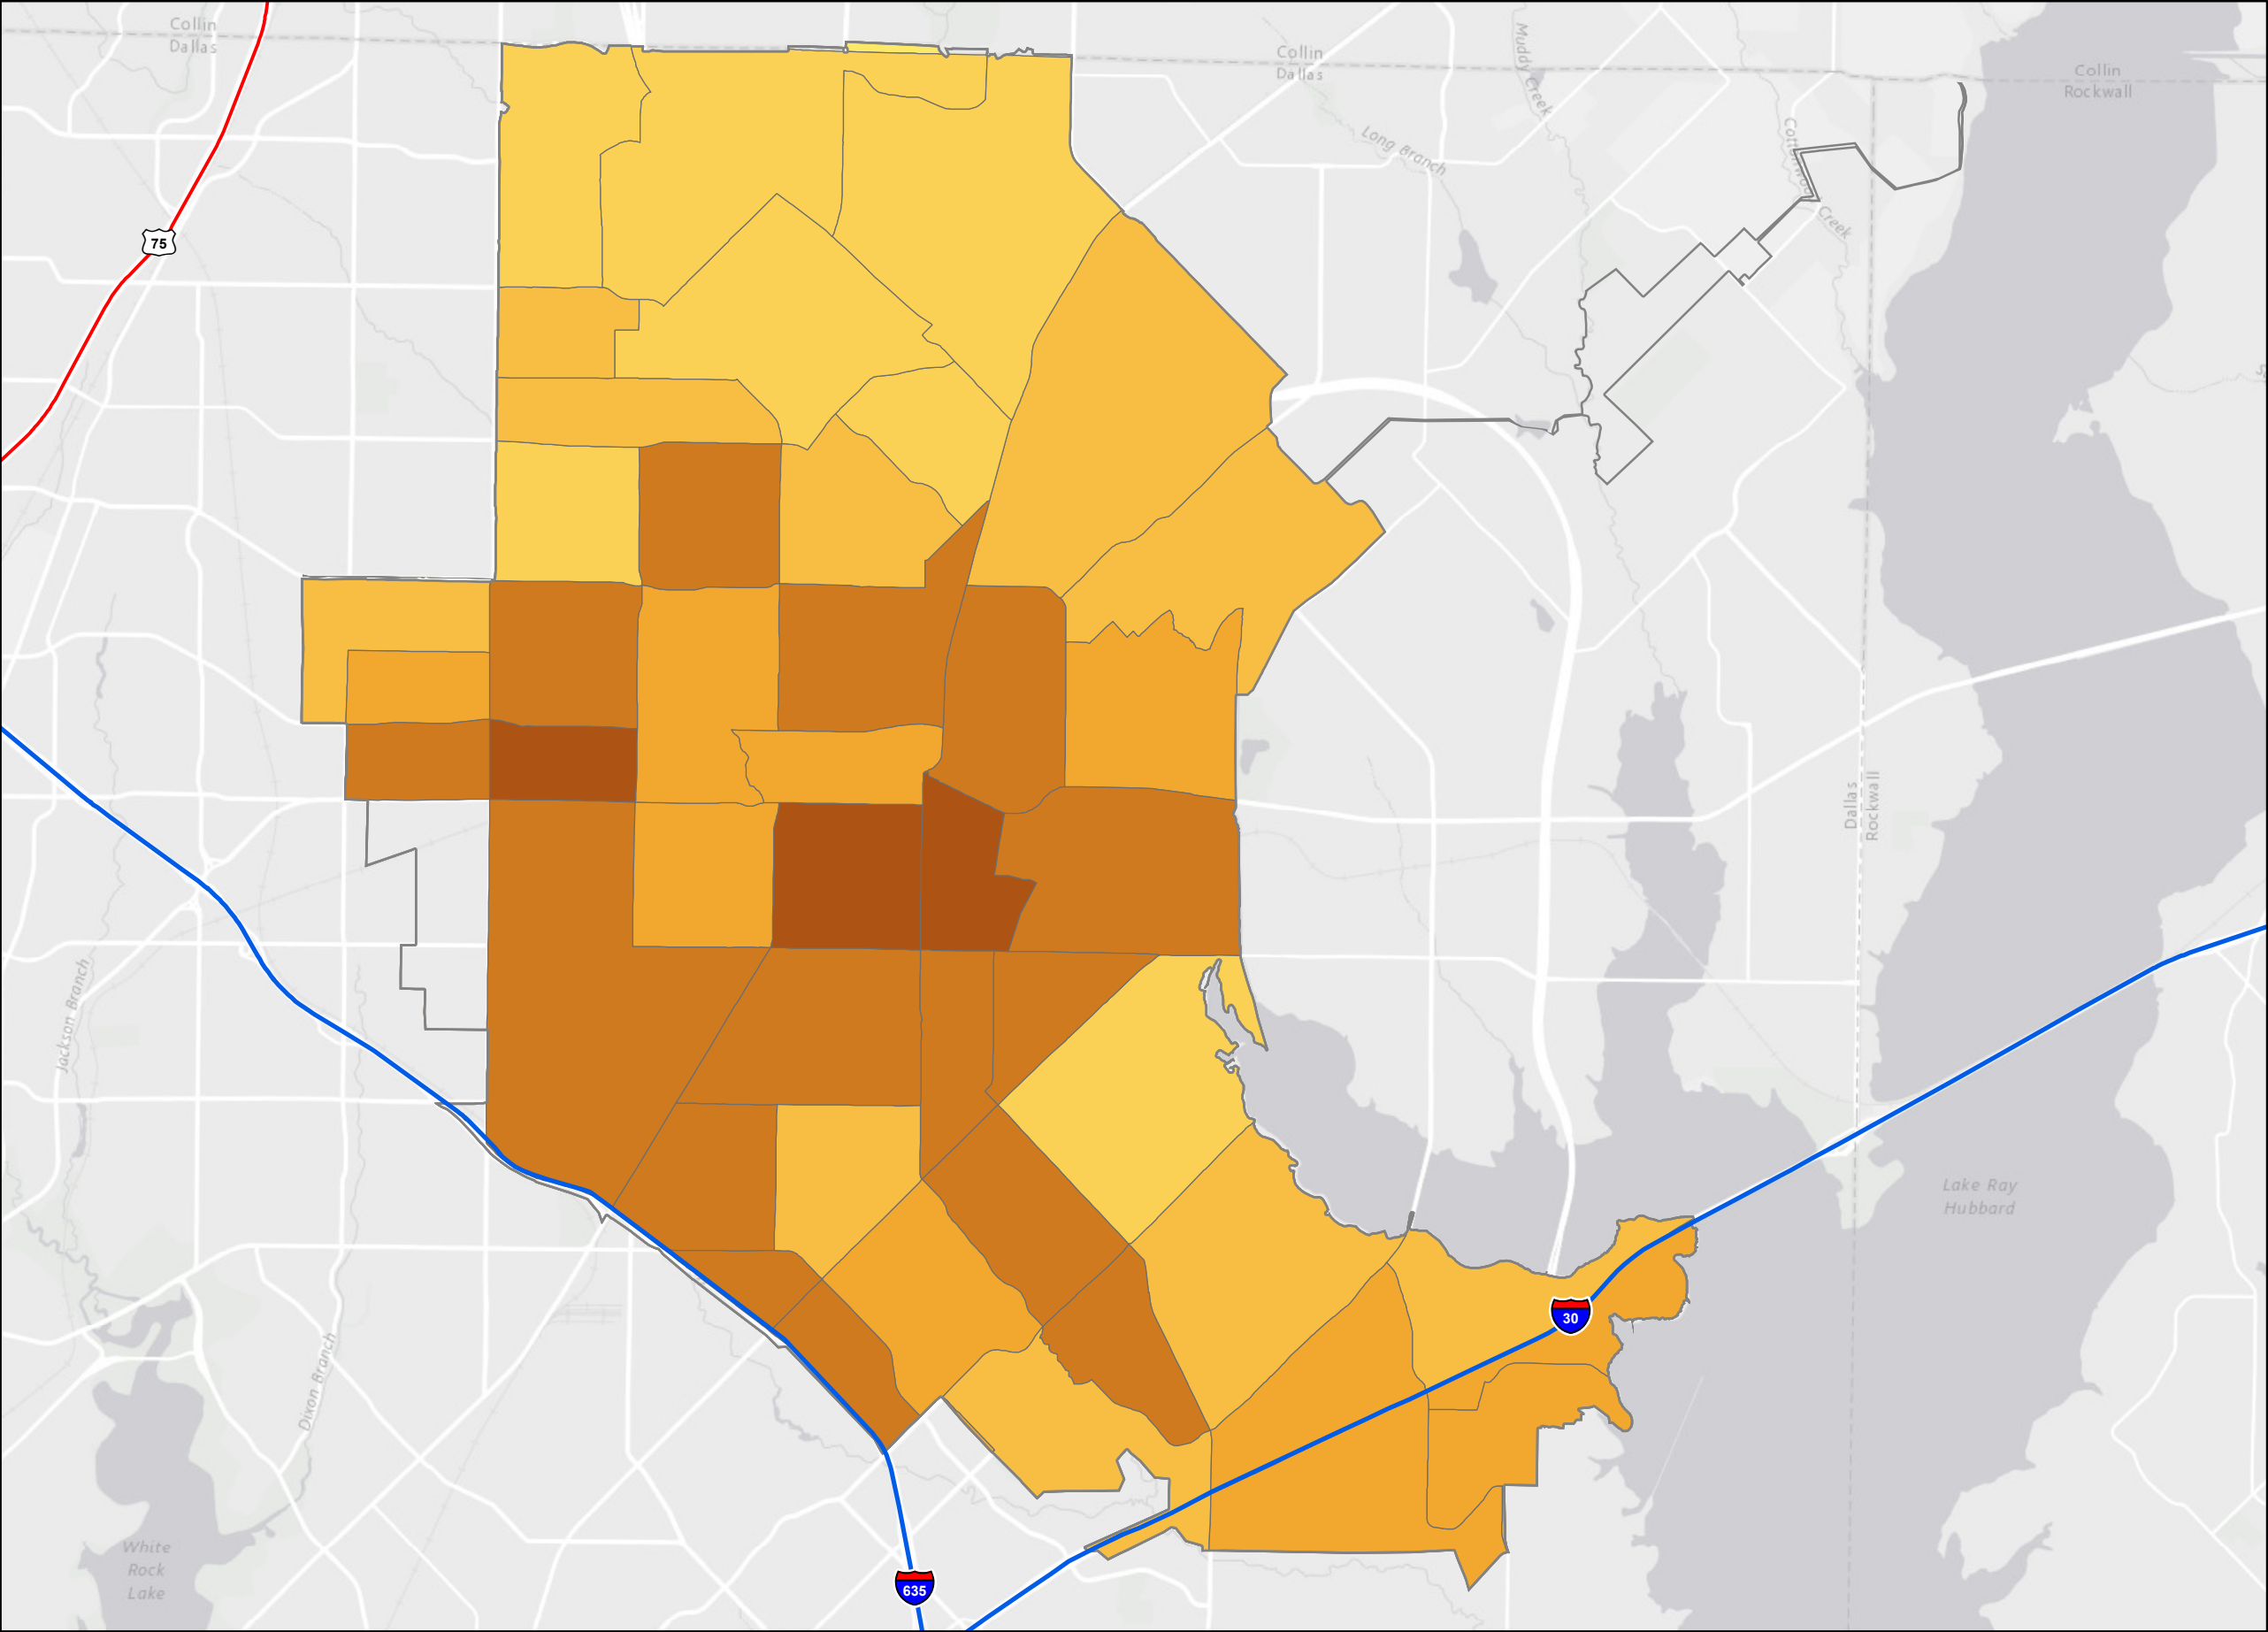 Collin
Dallas
Collin
Dallas
Muddy Creek
Collin
Rockwall
Long Branch
Cottonwood
Creek
75
Dallas
Rockwall
Jackson Branch
Lake Ray
Hubbard
30
Dixon Branch
White
Rock
Lake
635